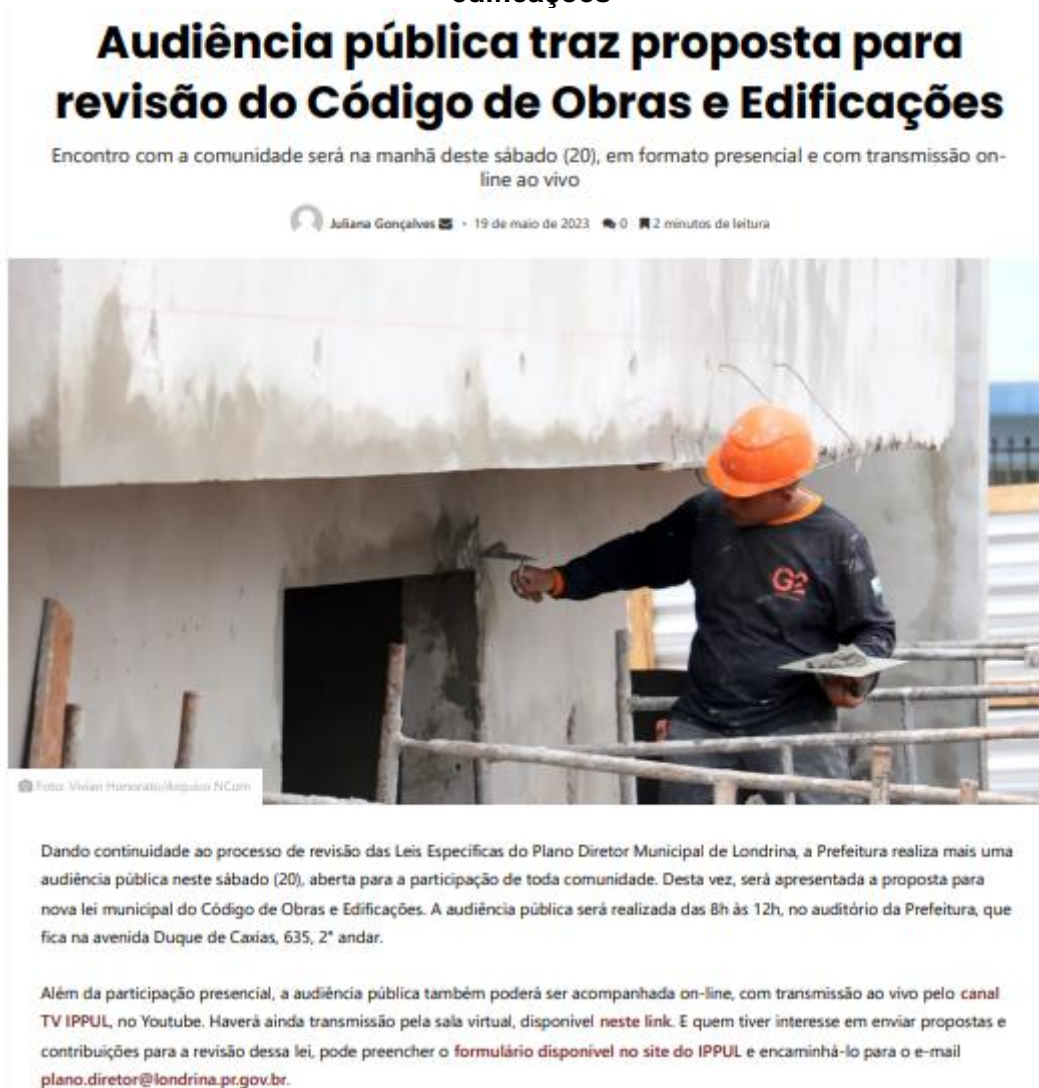 Audiência pública traz proposta para
revisão do Código de Obras e Edificações
Encontro com a comunidade será na manhã deste sábado (20), em formato presencial e com transmissão on-
line ao vivo
Juliana Gonçalves • 19 de maio de 2023 0 2 minutos de leitura
G2
Foto: Vivian Honorato/Arquivo NCom
Dando continuidade ao processo de revisão das Leis Específicas do Plano Diretor Municipal de Londrina, a Prefeitura realiza mais uma
audiência pública neste sábado (20), aberta para a participação de toda comunidade. Desta vez, será apresentada a proposta para
nova lei municipal do Código de Obras e Edificações. A audiência pública será realizada das 8h às 12h, no auditório da Prefeitura, que
fica na avenida Duque de Caxias, 635, 2° andar.
Além da participação presencial, a audiência pública também poderá ser acompanhada on-line, com transmissão ao vivo pelo canal
TV IPPUL, no Youtube. Haverá ainda transmissão pela sala virtual, disponível neste link. E quem tiver interesse em enviar propostas e
contribuições para a revisão dessa lei, pode preencher o formulário disponível no site do IPPUL e encaminhá-lo para o e-mail
plano.diretor@londrina.pr.gov.br.